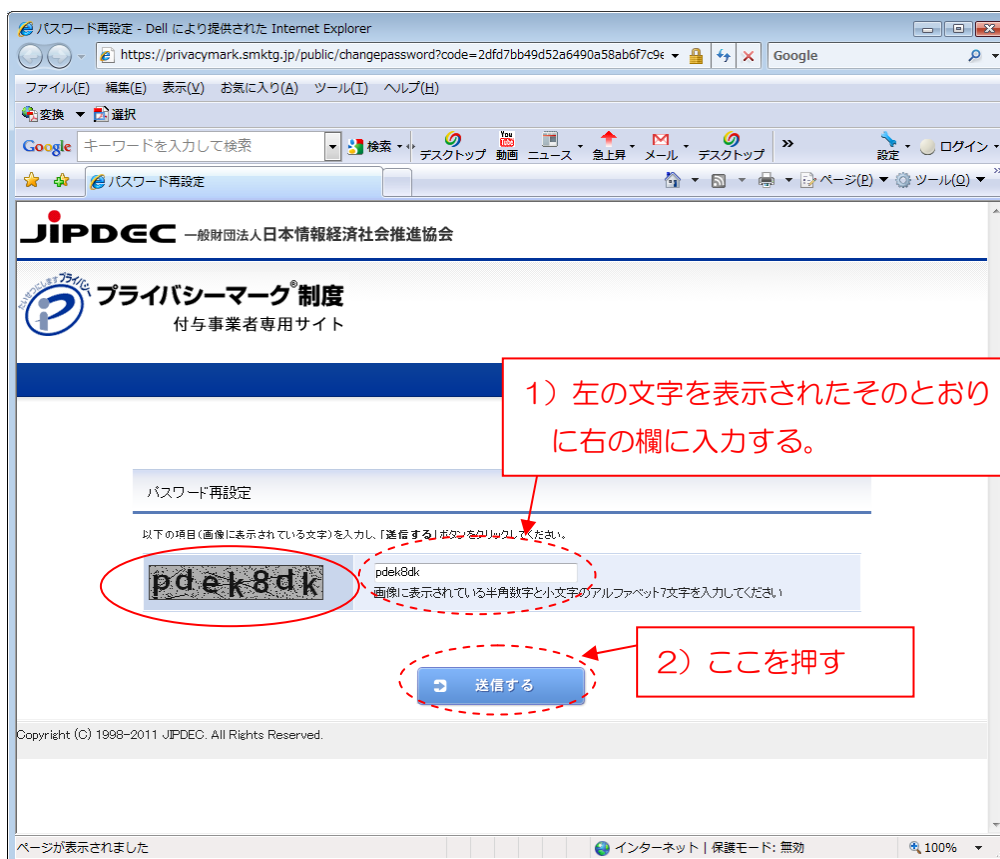 パスワード再設定 - Dell により提供された Internet Explorer
https://privacymark.smktg.jp/public/changepassword?code=2dfd7bb49d52a6490a58ab6f7c9e
Google
ファイル(F) 編集(E) 表示(V) お気に入り(A) ツール(T) ヘルプ(H)
変換 選択
Google キーワードを入力して検索 検索 デスクトップ 動画 ニュース 急上昇 メール デスクトップ » 設定 ログイン
パスワード再設定 ページ(P) ツール(O) »
JIPDEC 一般財団法人日本情報経済社会推進協会
たいせつにします プライバシー
プライバシーマーク®制度
付与事業者専用サイト
1）左の文字を表示されたそのとおり
に右の欄に入力する。
パスワード再設定
以下の項目(画像に表示されている文字)を入力し、「送信する」ボタンをクリックしてください。
pdek8dk pdek8dk
画像に表示されている半角数字と小文字のアルファベット7文字を入力してください
2）ここを押す
送信する
Copyright (C) 1998-2011 JIPDEC. All Rights Reserved.
ページが表示されました インターネット | 保護モード: 無効 100%